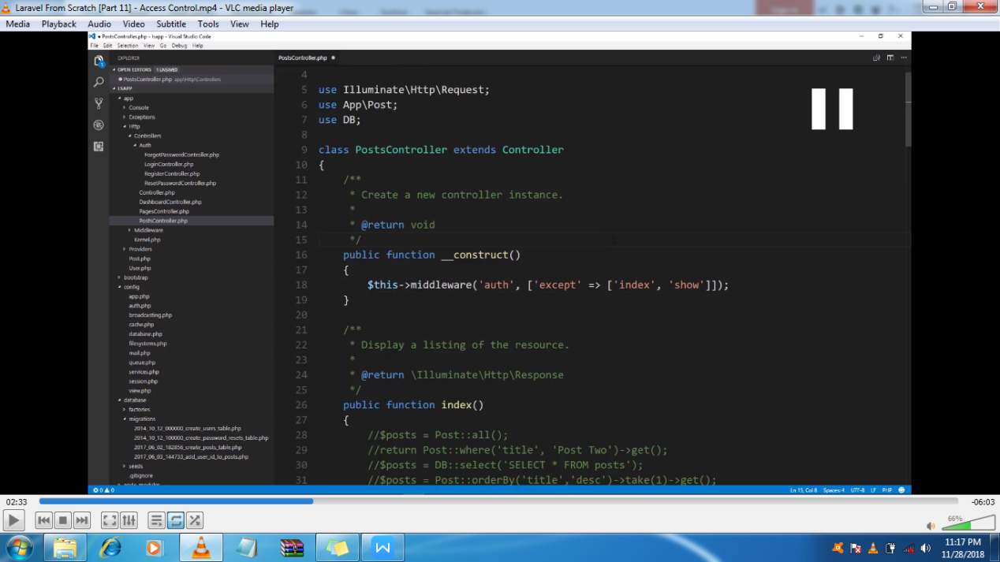 Laravel From Scratch [Part 11] - Access Control.mp4 - VLC media player
Media Playback Audio Video Subtitle Tools View Help
PostsController.php - lsapp - Visual Studio Code
File Edit Selection View Go Debug Help
EXPLORER
OPEN EDITORS 1 UNSAVED
PostsController.php app\Http\Controllers
LSAPP
app
Console
Exceptions
Http
Controllers
Auth
ForgotPasswordController.php
LoginController.php
RegisterController.php
ResetPasswordController.php
Controller.php
DashboardController.php
PagesController.php
PostsController.php
Middleware
Kernel.php
Providers
Post.php
User.php
bootstrap
config
app.php
auth.php
broadcasting.php
cache.php
database.php
filesystems.php
mail.php
queue.php
services.php
session.php
view.php
database
factories
migrations
2014_10_12_000000_create_users_table.php
2014_10_12_100000_create_password_resets_table.php
2017_06_02_182856_create_posts_table.php
2017_06_03_144733_add_user_id_to_posts.php
seeds
.gitignore
node_modules
PostsController.php
4
5 use Illuminate\Http\Request;
6 use App\Post;
7 use DB;
8
9 class PostsController extends Controller
10 {
11 /**
12 * Create a new controller instance.
13 *
14 * @return void
15 */
16 public function __construct()
17 {
18 $this->middleware('auth', ['except' => ['index', 'show']]);
19 }
20
21 /**
22 * Display a listing of the resource.
23 *
24 * @return \Illuminate\Http\Response
25 */
26 public function index()
27 {
28 //$posts = Post::all();
29 //return Post::where('title', 'Post Two')->get();
30 //$posts = DB::select('SELECT * FROM posts');
31 //$posts = Post::orderBy('title','desc')->take(1)->get();
0 0 Ln 15, Col 8 Spaces: 4 UTF-8 LF PHP
02:33 -06:03
66%
11:17 PM
11/28/2018